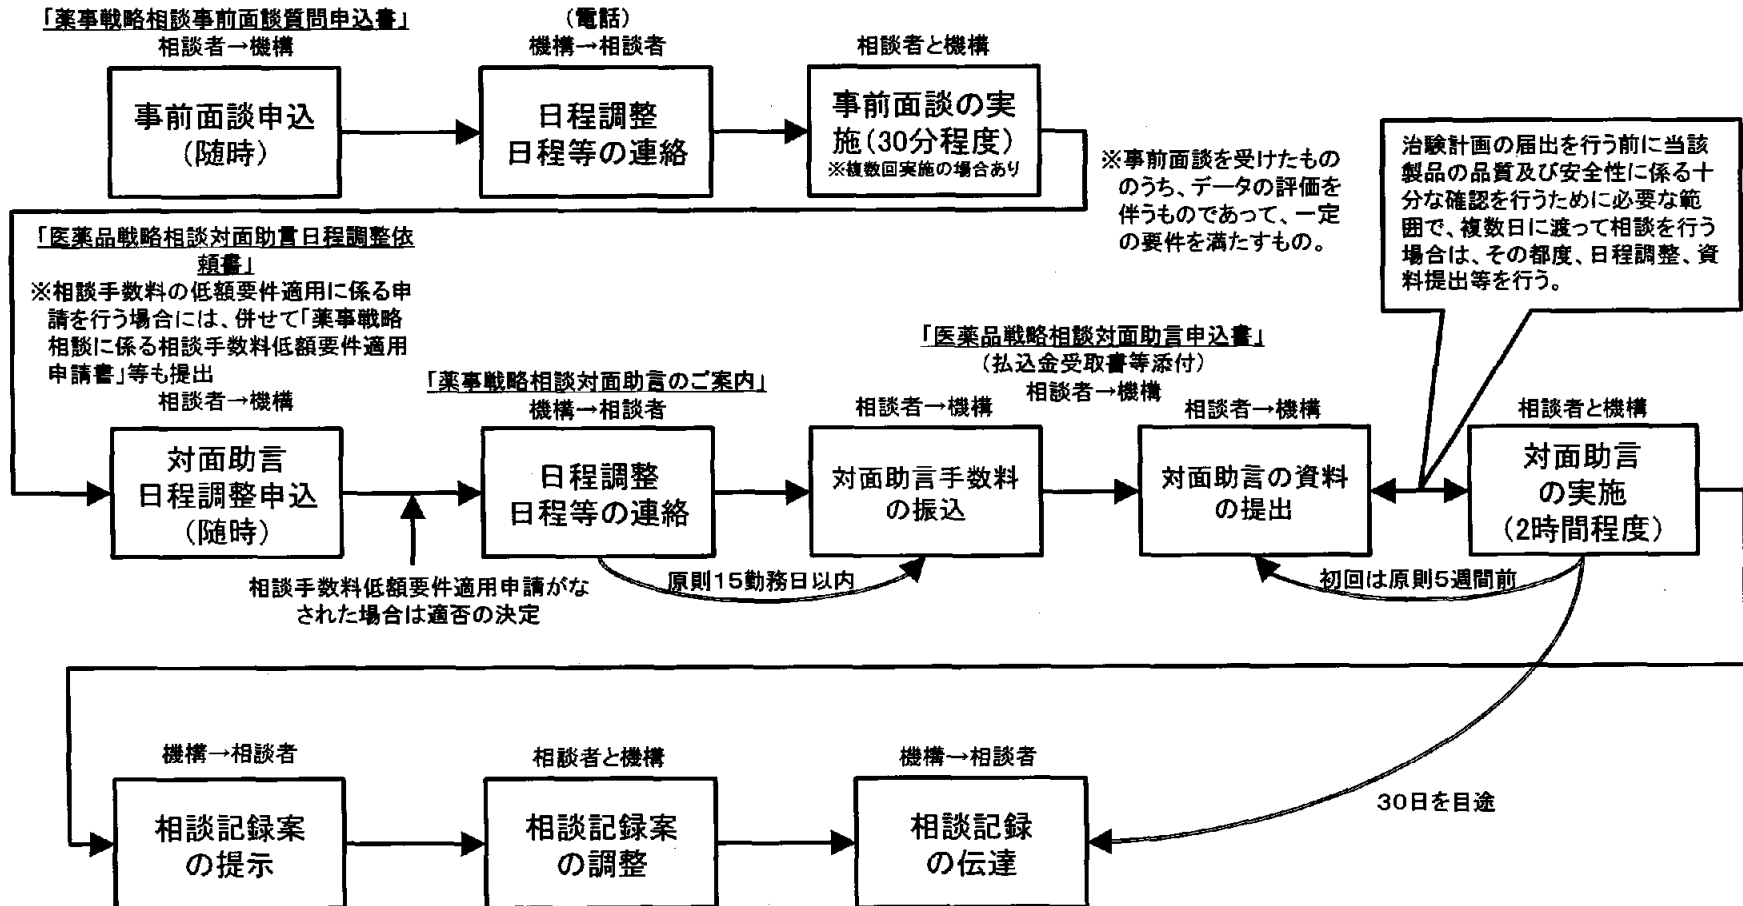 「薬事戦略相談事前面談質問申込書」
相談者→機構
事前面談申込
(随時)
(電話)
機構→相談者
日程調整
日程等の連絡
相談者と機構
事前面談の実
施(30分程度)
※複数回実施の場合あり
※事前面談を受けたもの
のうち、データの評価を
伴うものであって、一定
の要件を満たすもの。
治験計画の届出を行う前に当該
製品の品質及び安全性に係る十
分な確認を行うために必要な範
囲で、複数日に渡って相談を行う
場合は、その都度、日程調整、資
料提出等を行う。
「医薬品戦略相談対面助言日程調整依
頼書」
※相談手数料の低額要件適用に係る申
請を行う場合には、併せて「薬事戦略
相談に係る相談手数料低額要件適用
申請書」等も提出
相談者→機構
対面助言
日程調整申込
(随時)
相談手数料低額要件適用申請がな
された場合は適否の決定
「薬事戦略相談対面助言のご案内」
機構→相談者
日程調整
日程等の連絡
原則15勤務日以内
「医薬品戦略相談対面助言申込書」
(払込金受取書等添付)
相談者→機構
相談者→機構
対面助言手数料
の振込
相談者→機構
対面助言の資料
の提出
初回は原則5週間前
相談者と機構
対面助言
の実施
(2時間程度)
機構→相談者
相談記録案
の提示
相談者と機構
相談記録案
の調整
機構→相談者
相談記録
の伝達
30日を目途